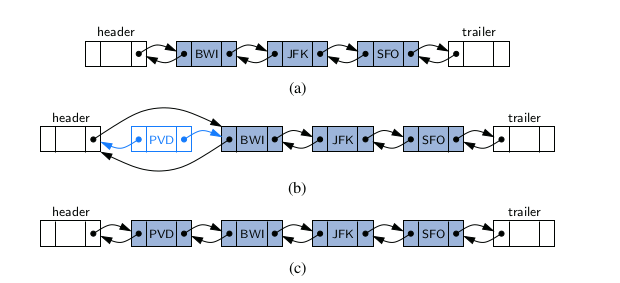 header trailer
BWI JFK SFO
(a)
header trailer
PVD BWI JFK SFO
(b)
header trailer
PVD BWI JFK SFO
(c)